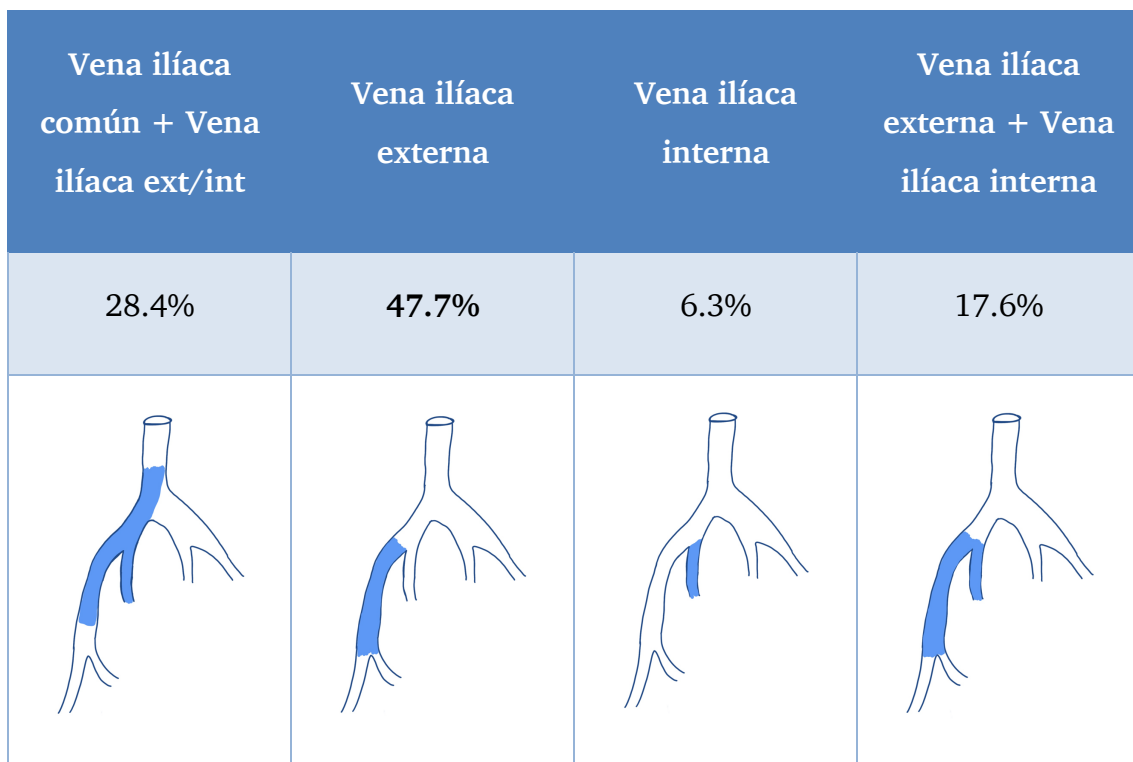 Vena ilíaca
común + Vena
ilíaca ext/int
Vena ilíaca
externa
Vena ilíaca
interna
Vena ilíaca
externa + Vena
ilíaca interna
28.4%
47.7%
6.3%
17.6%